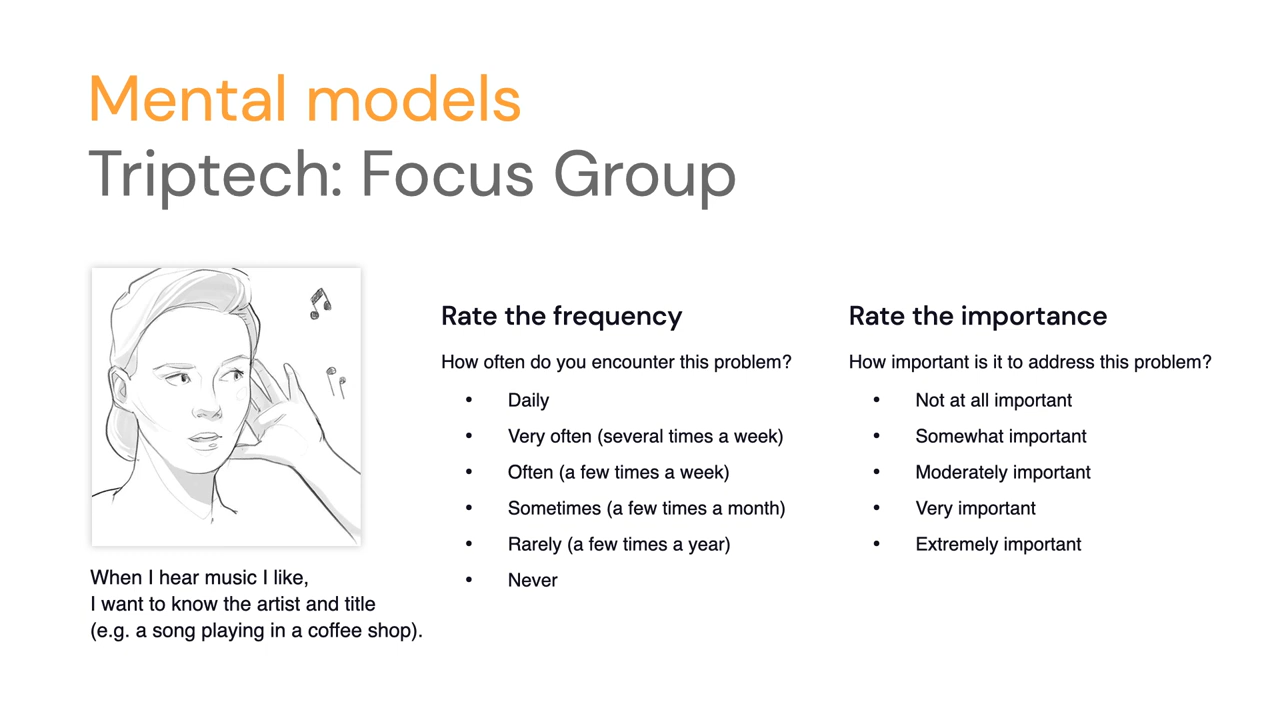 Mental models
Triptech: Focus Group
When I hear music I like,
I want to know the artist and title
(e.g. a song playing in a coffee shop).
Rate the frequency
How often do you encounter this problem?
• Daily
• Very often (several times a week)
• Often (a few times a week)
• Sometimes (a few times a month)
• Rarely (a few times a year)
• Never
Rate the importance
How important is it to address this problem?
• Not at all important
• Somewhat important
• Moderately important
• Very important
• Extremely important